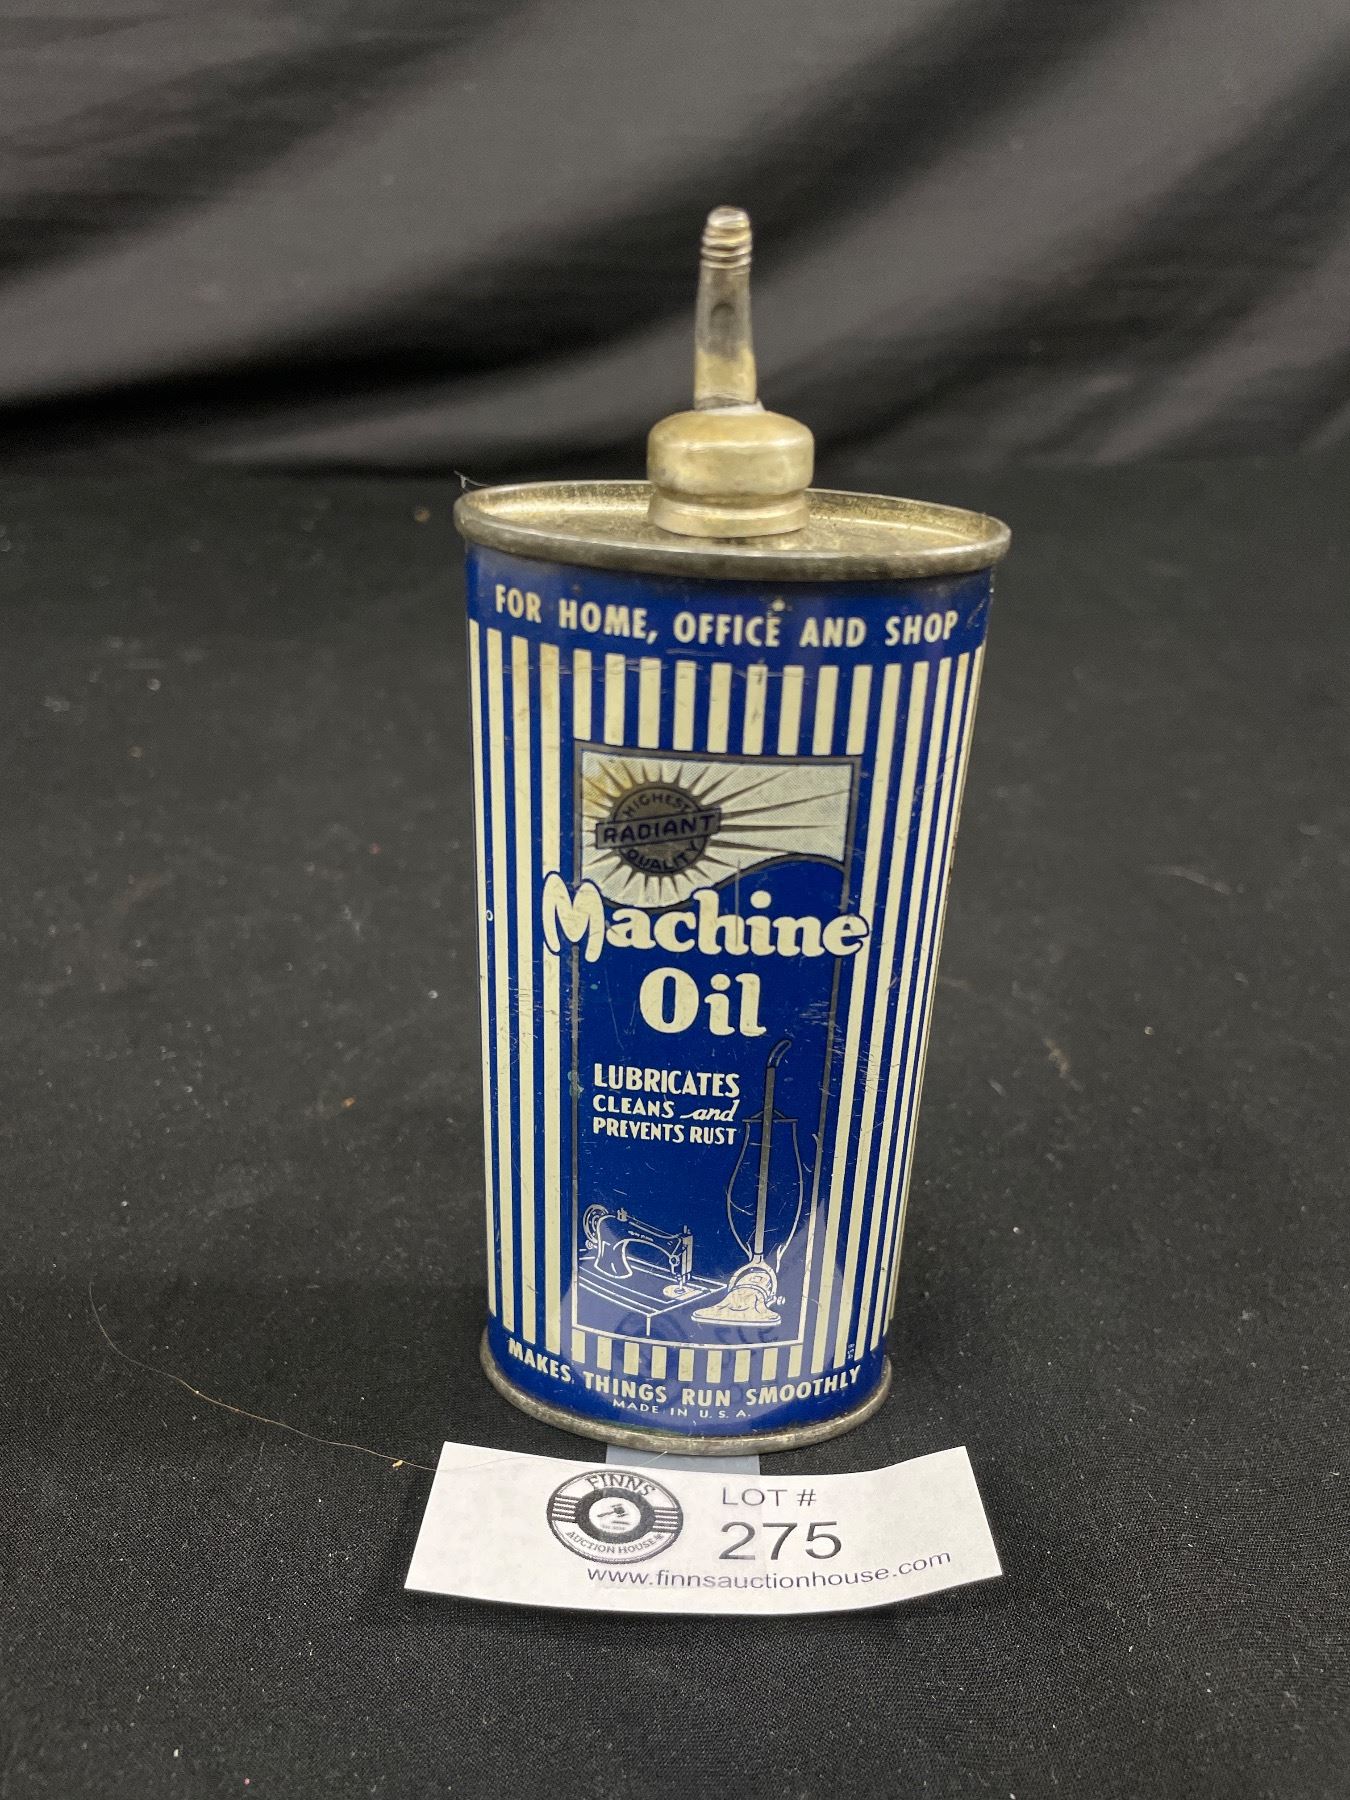 FOR HOME, OFFICE AND SHOP
HIGHEST
RADIANT
QUALITY
Machine
Oil
LUBRICATES
CLEANS and
PREVENTS RUST
MAKES THINGS RUN SMOOTHLY
MADE IN U.S.A.
FINNS
AUCTION HOUSE
LOT #
275
www.finnsauctionhouse.com